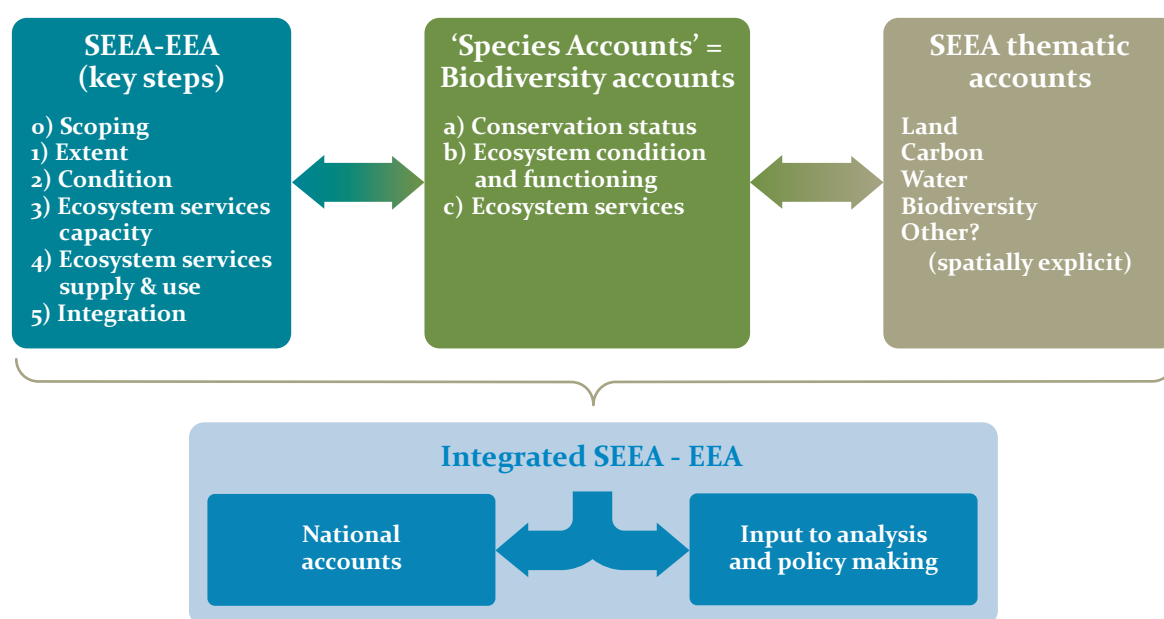 SEEA-EEA
(key steps)
0) Scoping
1) Extent
2) Condition
3) Ecosystem services
capacity
4) Ecosystem services
supply & use
5) Integration
‘Species Accounts’ =
Biodiversity accounts
a) Conservation status
b) Ecosystem condition
and functioning
c) Ecosystem services
SEEA thematic
accounts
Land
Carbon
Water
Biodiversity
Other?
(spatially explicit)
Integrated SEEA - EEA
National
accounts
Input to analysis
and policy making